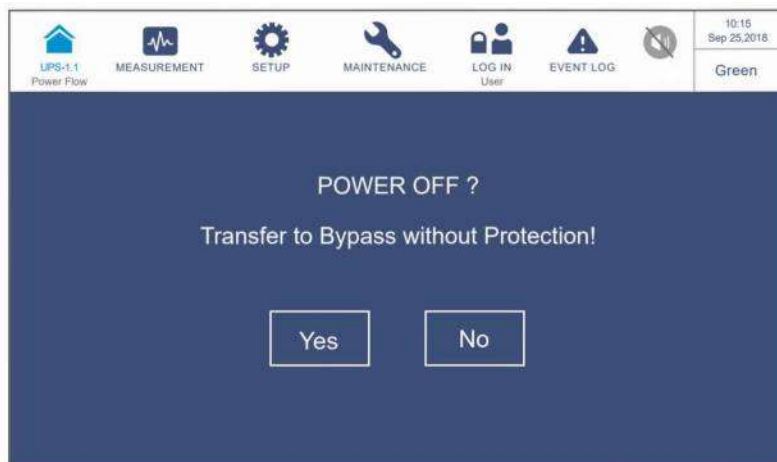 UPS-1.1
Power Flow
MEASUREMENT
SETUP
MAINTENANCE
LOG IN
User
EVENT LOG
10:15
Sep 25,2018
Green
POWER OFF ?
Transfer to Bypass without Protection!
Yes
No